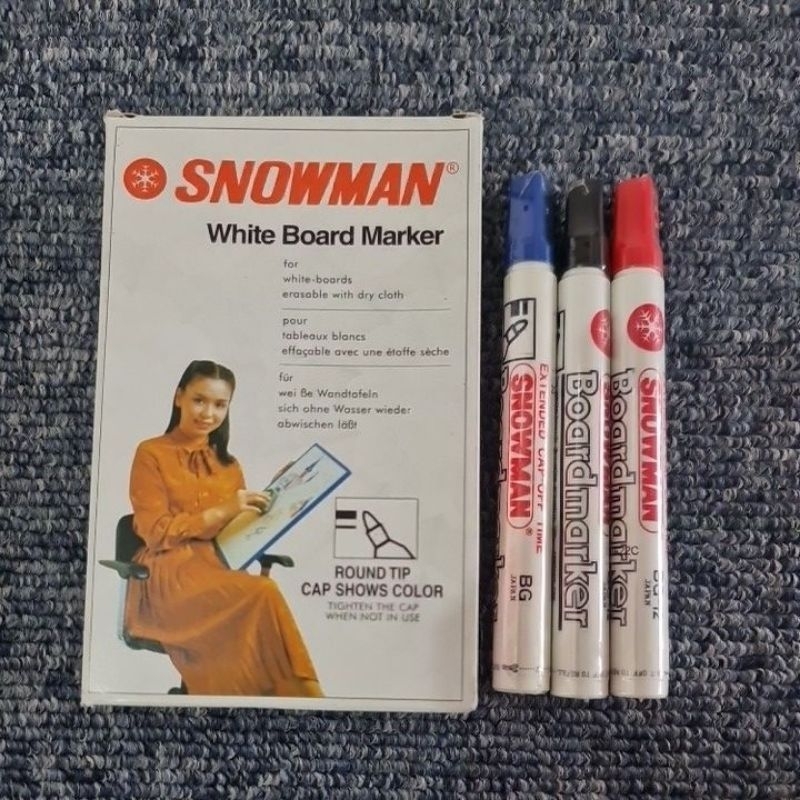 SNOWMAN®
White Board Marker
for
white-boards
erasable with dry cloth
pour
tableaux blancs
effaçable avec une étoffe sèche
für
wei ße Wandtafeln
sich ohne Wasser wieder
abwischen läßt
ROUND TIP
CAP SHOWS COLOR
TIGHTEN THE CAP
WHEN NOT IN USE
EXTENDED CAP-OFF TIME
SNOWMAN®
BG
JAPAN
Boardmarker
SNOWMAN
Boardmarker
BG-12
JAPAN